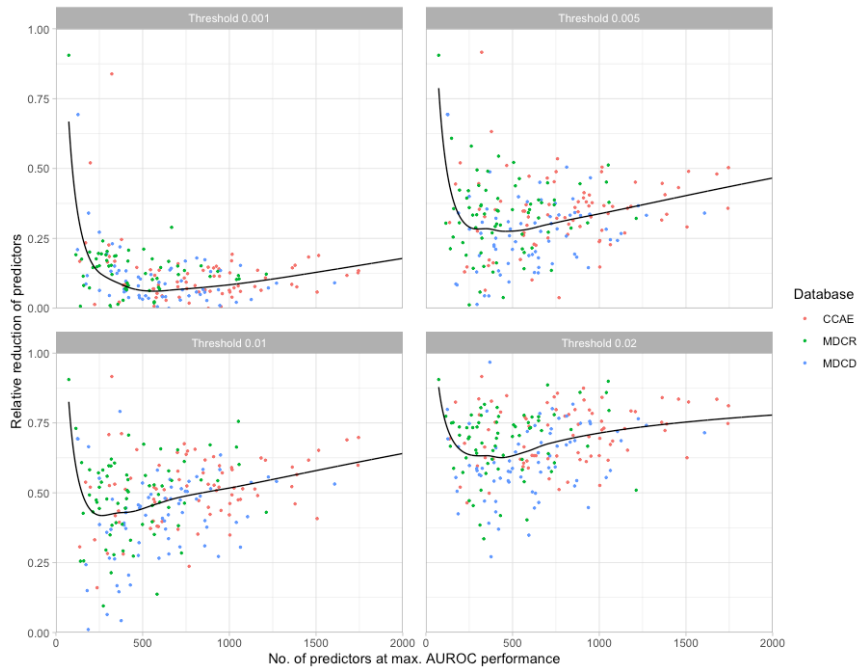 Threshold 0.001
Threshold 0.005
1.00
0.75
0.50
0.25
0.00
Threshold 0.01
Threshold 0.02
1.00
0.75
0.50
0.25
0.00
0
500
1000
1500
2000
0
500
1000
1500
2000
No. of predictors at max. AUROC performance
Relative reduction of predictors
Database
CCAE
MDCR
MDCD